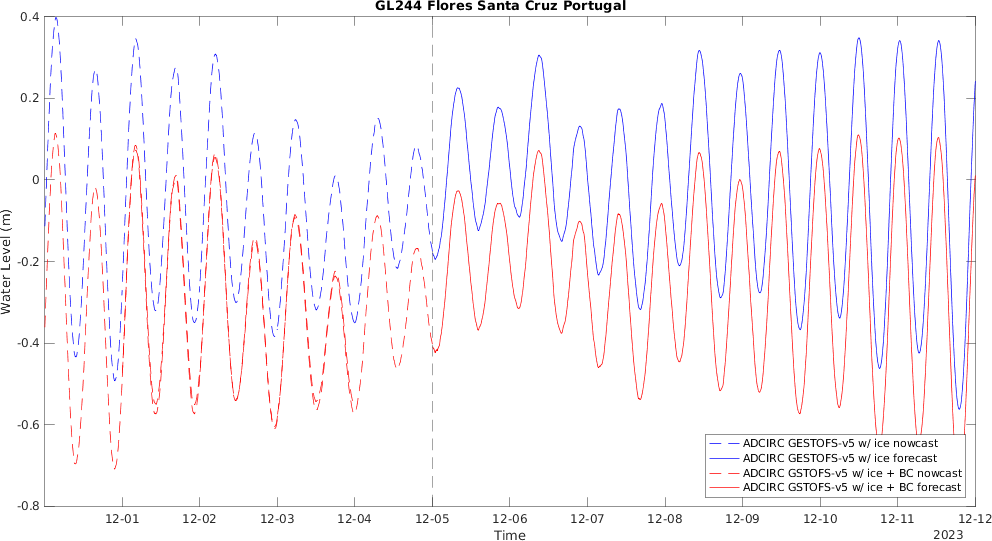 GL244 Flores Santa Cruz Portugal
Water Level (m)
0.4
0.2
0
-0.2
-0.4
-0.6
-0.8
12-01 12-02 12-03 12-04 12-05 12-06 12-07 12-08 12-09 12-10 12-11 12-12
Time
2023
ADCIRC GESTOFS-v5 w/ ice nowcast
ADCIRC GESTOFS-v5 w/ ice forecast
ADCIRC GSTOFS-v5 w/ ice + BC nowcast
ADCIRC GSTOFS-v5 w/ ice + BC forecast